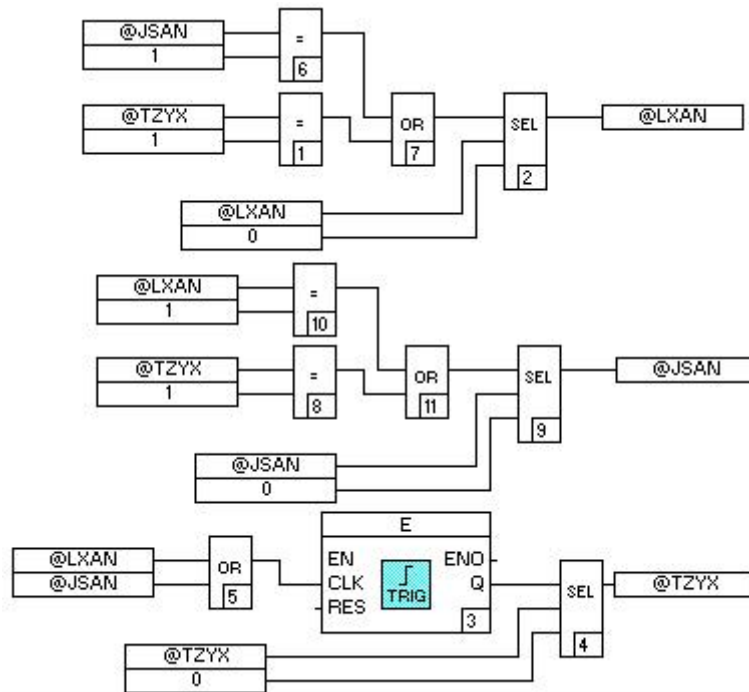 @JSAN
1
=
6
@TZYX
1
=
1
OR
7
SEL
2
@LXAN
@LXAN
0
@LXAN
1
=
10
@TZYX
1
=
8
OR
11
SEL
9
@JSAN
@JSAN
0
@LXAN
@JSAN
OR
5
E
EN
ENO
CLK
Q
TRIG
RES
3
SEL
4
@TZYX
@TZYX
0